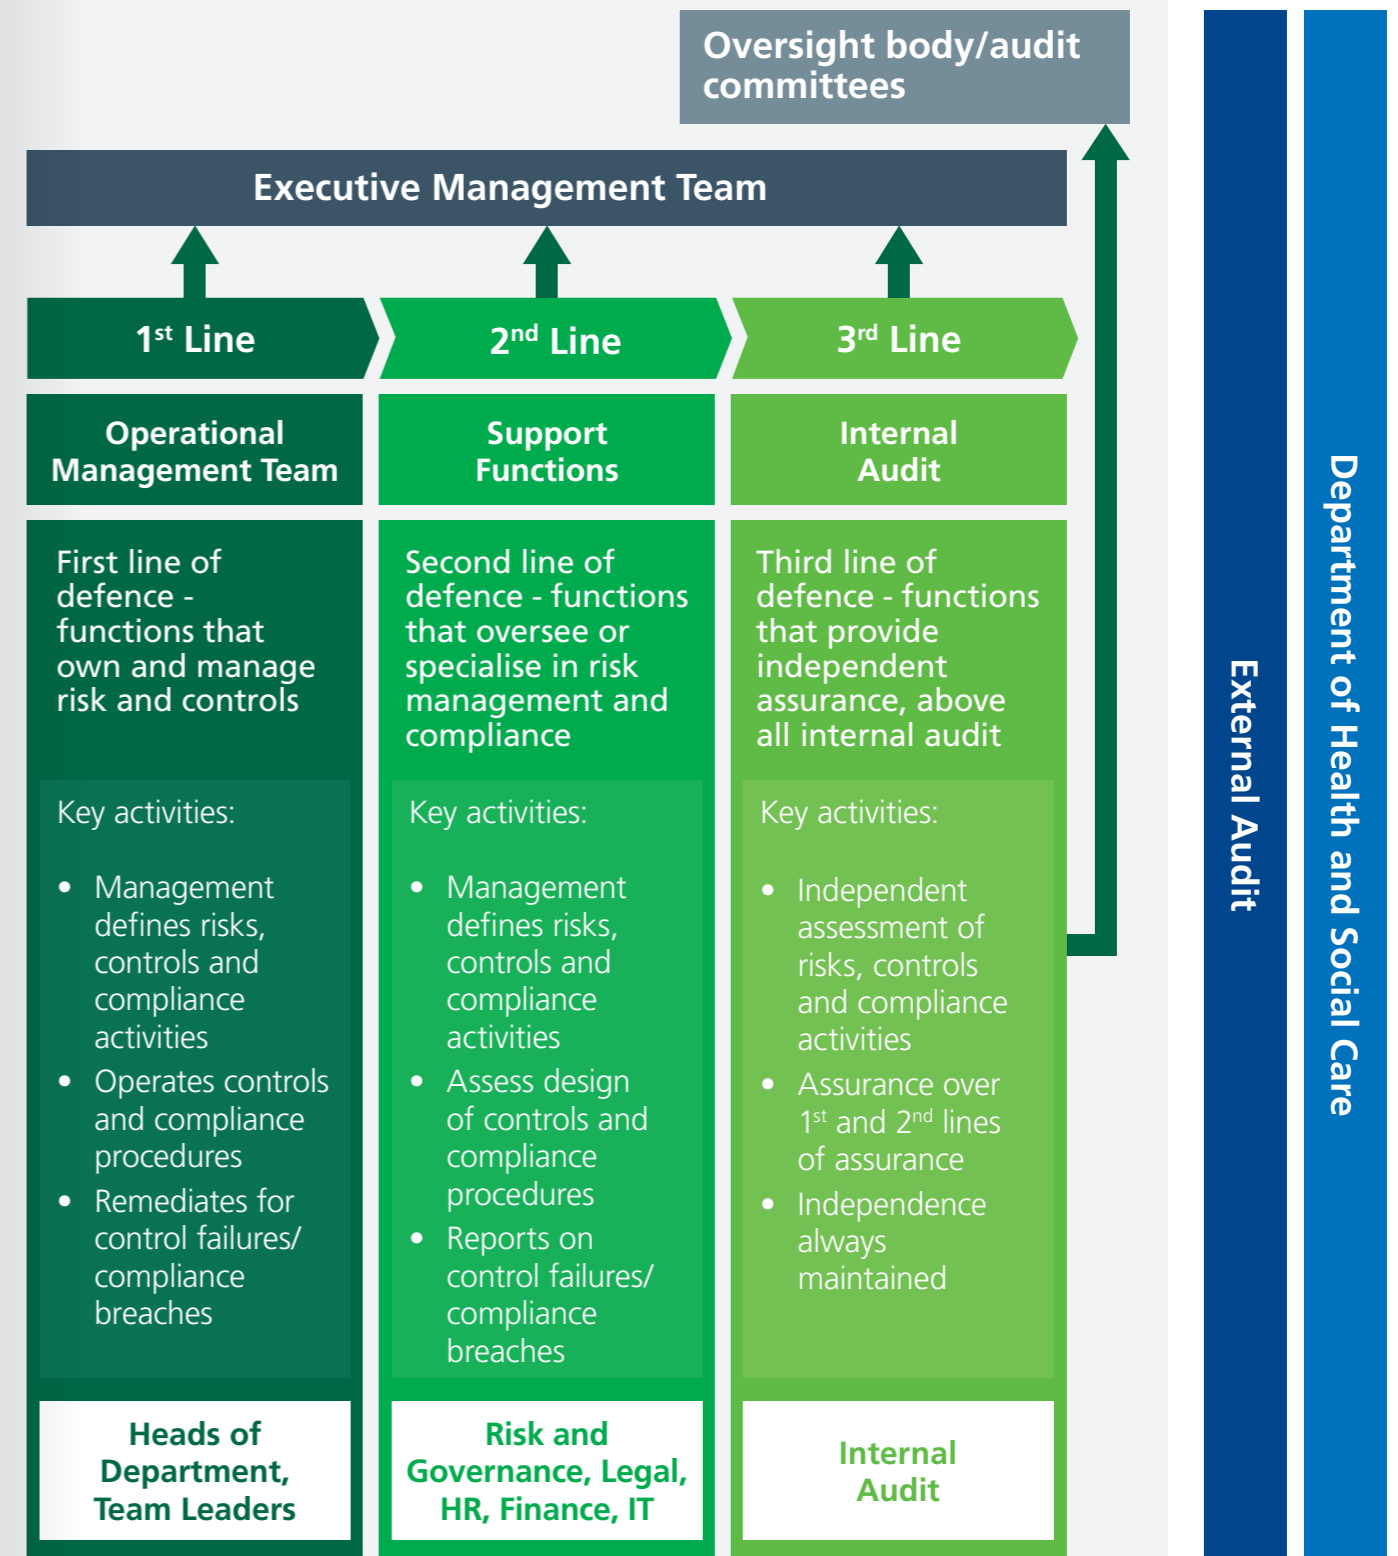 Oversight body/audit
committees
Executive Management Team
1st Line
2nd Line
3rd Line
Operational
Management Team
Support
Functions
Internal
Audit
First line of
defence -
functions that
own and manage
risk and controls
Key activities:
• Management
defines risks,
controls and
compliance
activities
• Operates controls
and compliance
procedures
• Remediates for
control failures/
compliance
breaches
Heads of
Department,
Team Leaders
Second line of
defence - functions
that oversee or
specialise in risk
management and
compliance
Key activities:
• Management
defines risks,
controls and
compliance
activities
• Assess design
of controls and
compliance
procedures
• Reports on
control failures/
compliance
breaches
Risk and
Governance, Legal,
HR, Finance, IT
Third line of
defence - functions
that provide
independent
assurance, above
all internal audit
Key activities:
• Independent
assessment of
risks, controls
and compliance
activities
• Assurance over
1st and 2nd lines
of assurance
• Independence
always
maintained
Internal
Audit
External Audit
Department of Health and Social Care